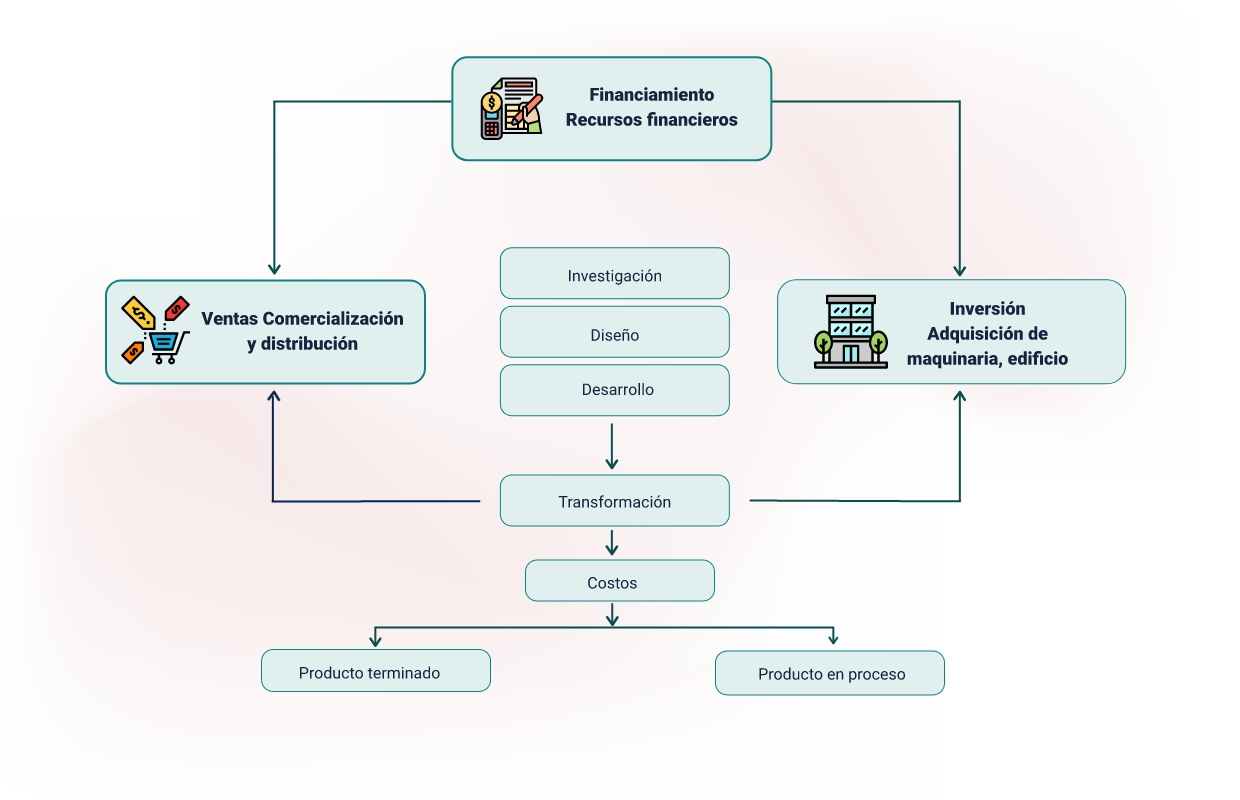 Financiamiento
Recursos financieros
Ventas Comercialización
y distribución
Investigación
Diseño
Desarrollo
Inversión
Adquisición de
maquinaria, edificio
Transformación
Costos
Producto terminado
Producto en proceso